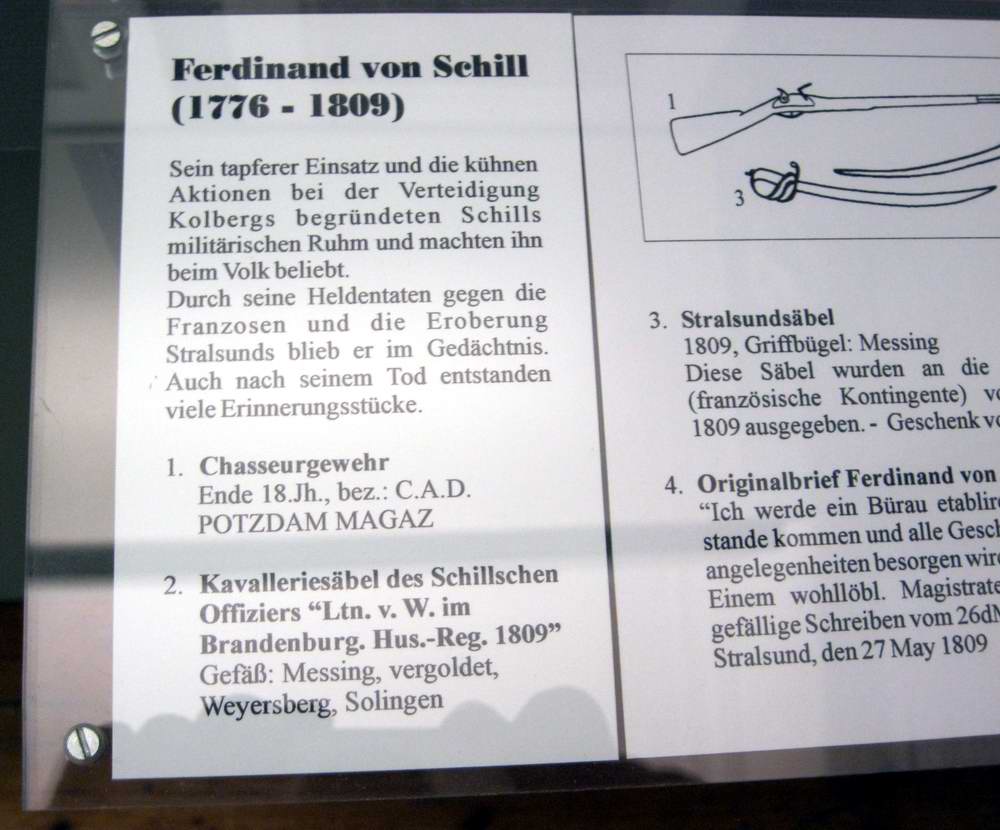 Ferdinand von Schill
(1776 - 1809)
Sein tapferer Einsatz und die kühnen
Aktionen bei der Verteidigung
Kolbergs begründeten Schills
militärischen Ruhm und machten ihn
beim Volk beliebt.
Durch seine Heldentaten gegen die
Franzosen und die Eroberung
Stralsunds blieb er im Gedächtnis.
Auch nach seinem Tod entstanden
viele Erinnerungsstücke.
1. Chasseurgewehr
Ende 18.Jh., bez.: C.A.D.
POTZDAM MAGAZ
2. Kavalleriesäbel des Schillschen
Offiziers “Ltn. v. W. im
Brandenburg. Hus.-Reg. 1809”
Gefäß: Messing, vergoldet,
Weyersberg, Solingen
1
3
3. Stralsundsäbel
1809, Griffbügel: Messing
Diese Säbel wurden an die
(französische Kontingente)
1809 ausgegeben. - Geschenk
4. Originalbrief Ferdinand von
“Ich werde ein Bürau
stande kommen und alle
angelegenheiten besorgen
Einem wohllöbl.
gefällige Schreiben vom
Stralsund, den 27 May 1809